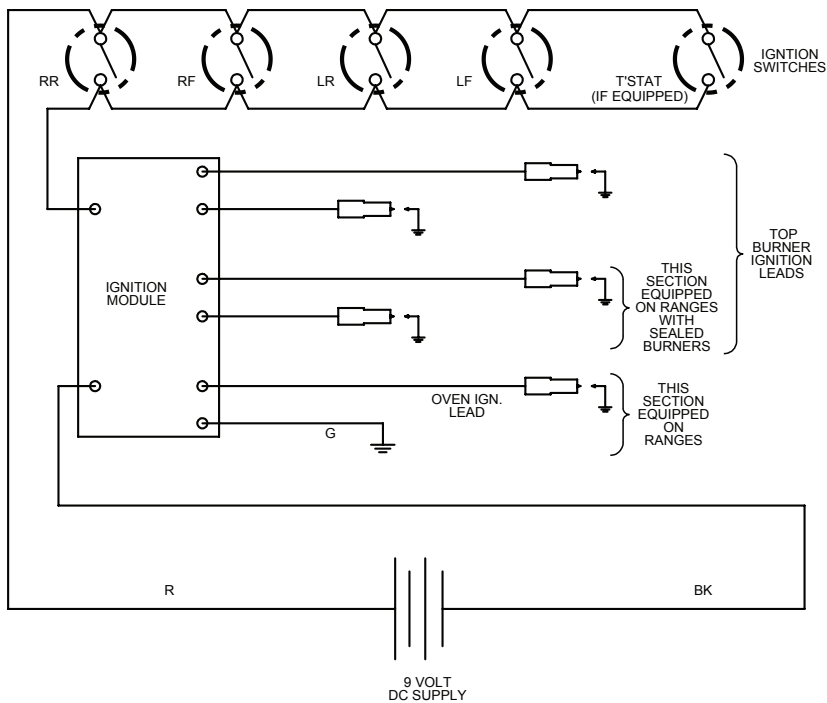 IGNTION
SWITCHES
RR
RF
LR
LF
T'STAT
(IF EQUIPPED)
IGNITION
MODULE
TOP
BURNER
IGNITION
LEADS
THIS
SECTION
EQUIPPED
ON RANGES
WITH
SEALED
BURNERS
OVEN IGN.
LEAD
THIS
SECTION
EQUIPPED
ON
RANGES
G
R
BK
9 VOLT
DC SUPPLY